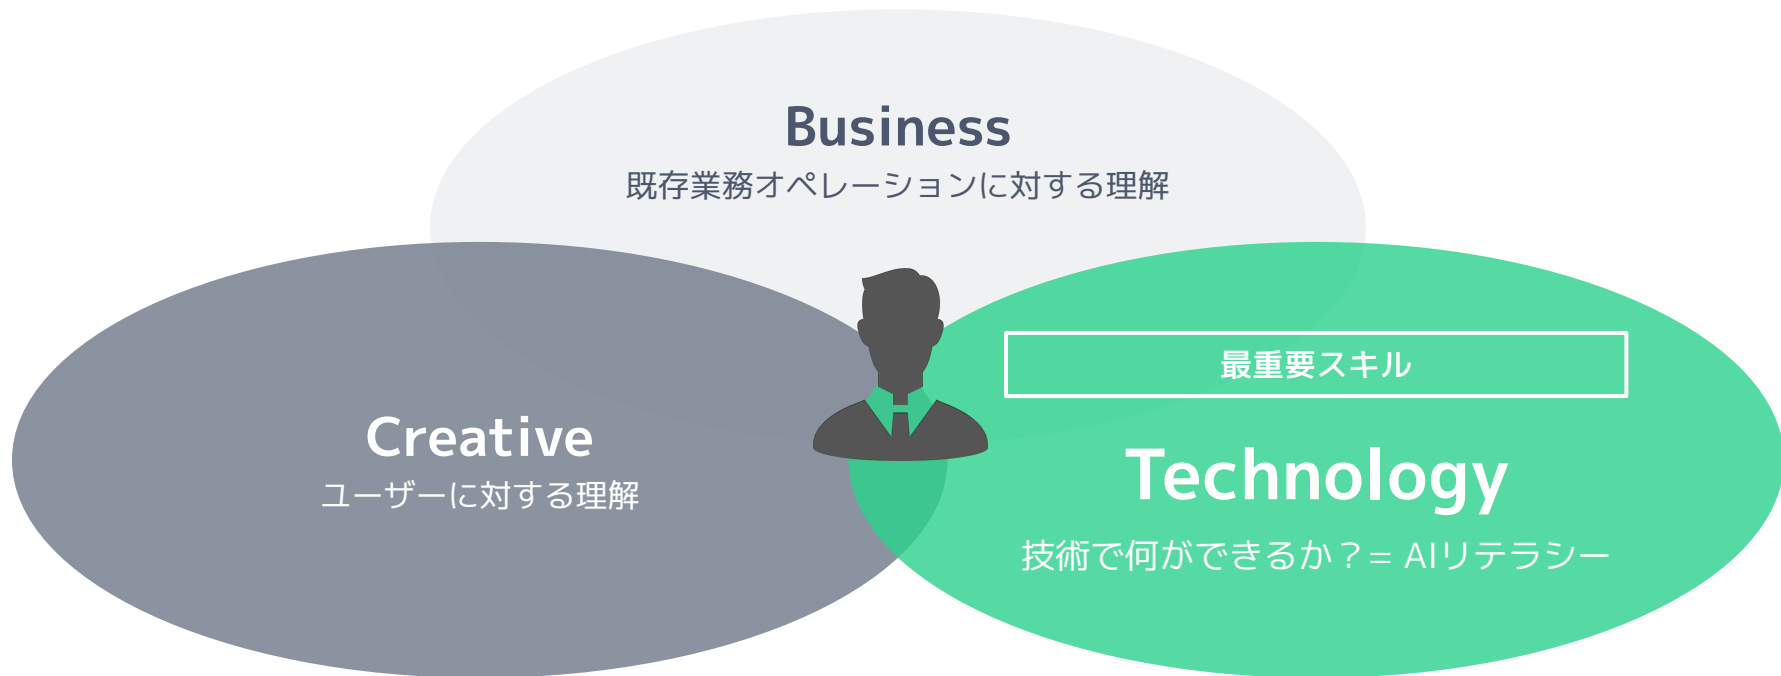 Business
既存業務オペレーションに対する理解
Creative
ユーザーに対する理解
最重要スキル
Technology
技術で何ができるか？= AIリテラシー